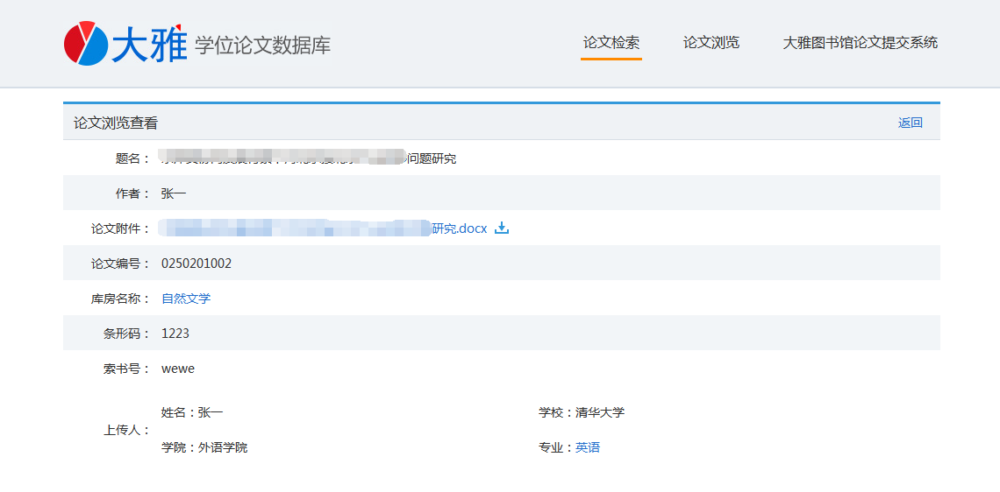 大雅 学位论文数据库 论文检索 论文浏览 大雅图书馆论文提交系统
论文浏览查看 返回
题名： 问题研究
作者： 张一
论文附件： 研究.docx
论文编号： 0250201002
库房名称： 自然文学
条形码： 1223
索书号： wewe
上传人：
姓名：张一 学校：清华大学
学院：外语学院 专业：英语